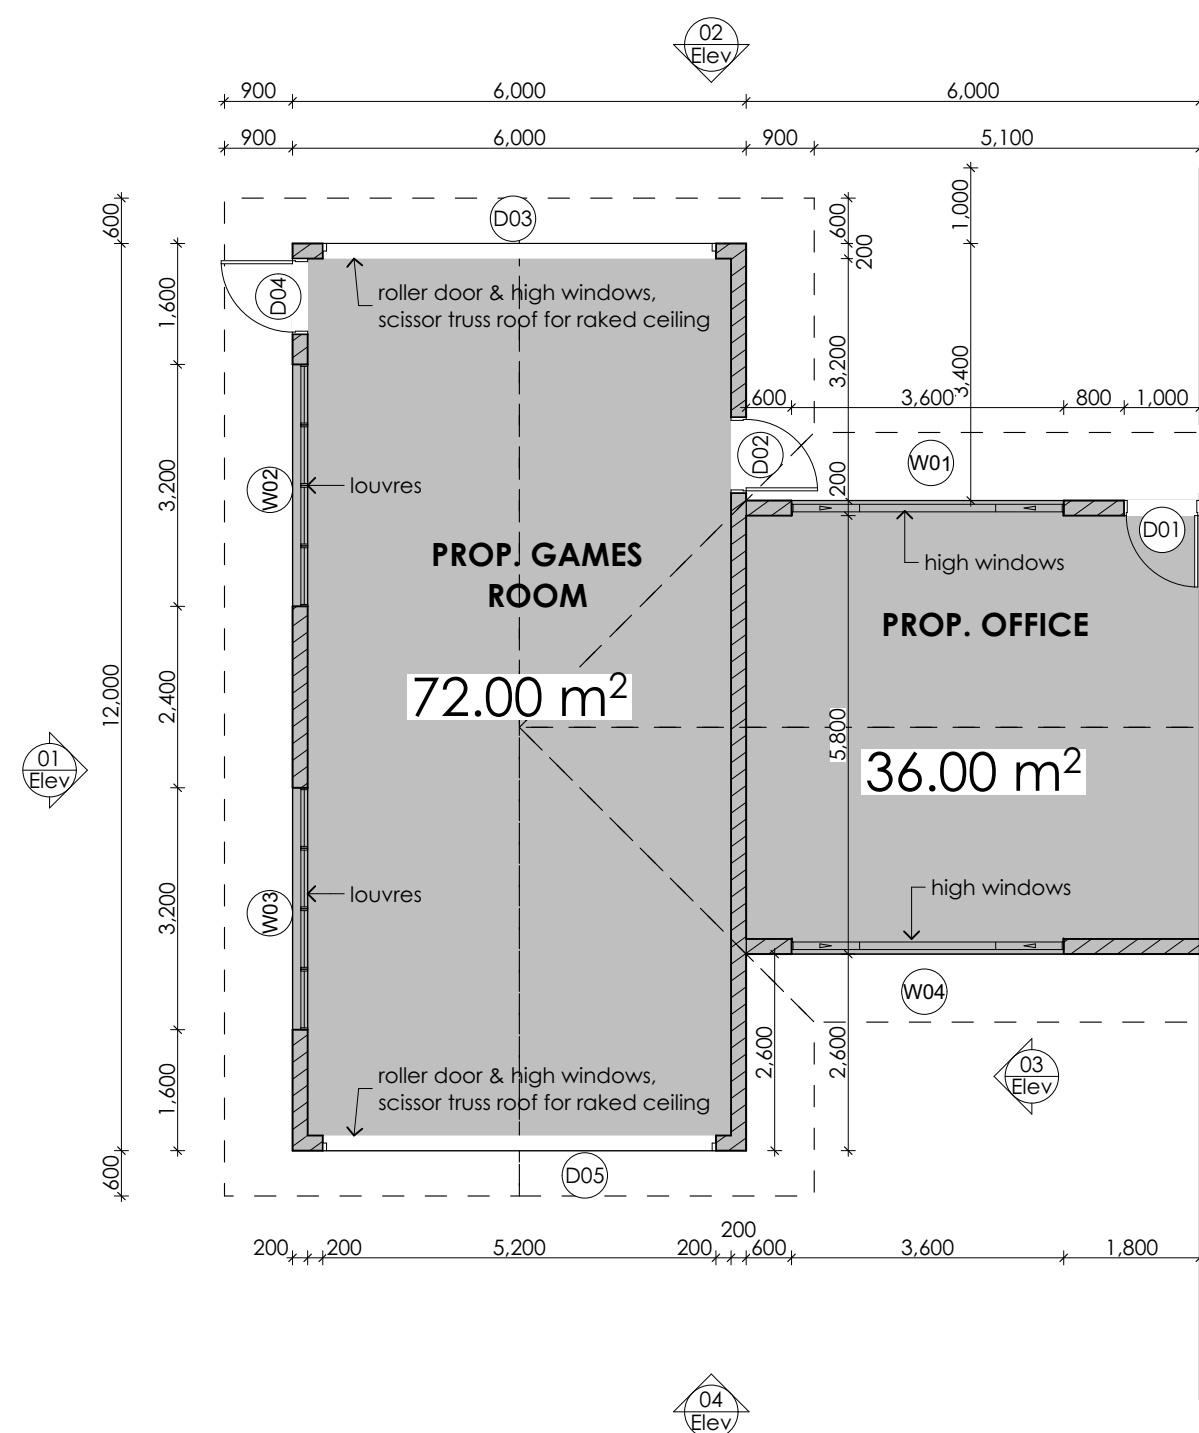 02
Elev
900
6,000
6,000
900
6,000
900
5,100
600
D03
600
1,000
200
D04
1,600
roller door & high windows,
scissor truss roof for raked ceiling
3,200
3,400
600
3,600
800
1,000
D02
W01
W02
3,200
louvres
200
D01
PROP. GAMES
ROOM
high windows
PROP. OFFICE
12,000
2,400
72.00 m²
5,800
01
Elev
36.00 m²
W03
3,200
louvres
high windows
W04
2,600
2,600
03
Elev
1,600
roller door & high windows,
scissor truss roof for raked ceiling
600
D05
200
200
200
5,200
200
600
3,600
1,800
04
Elev